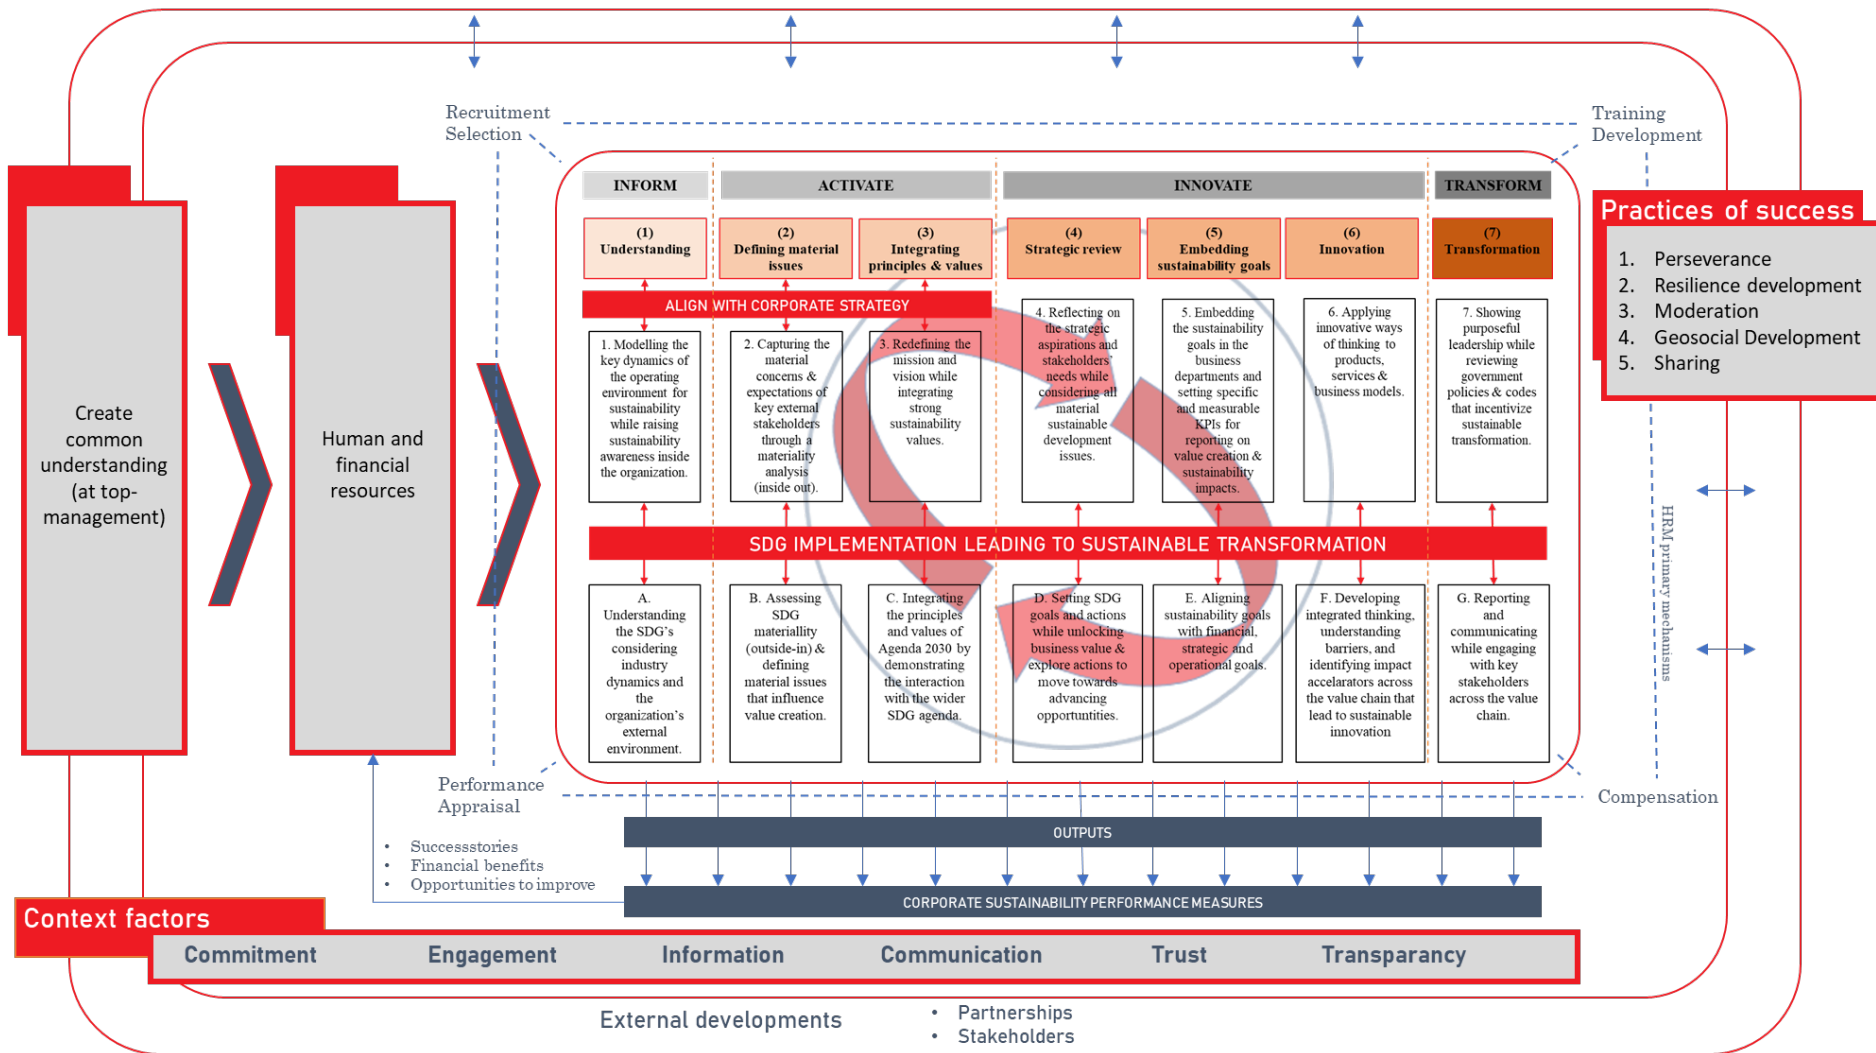 Recruitment
Selection
Training
Development
Create
common
understanding
(at top-
management)
Human and
financial
resources
INFORM
ACTIVATE
INNOVATE
TRANSFORM
(1)
Understanding
(2)
Defining material
issues
(3)
Integrating
principles & values
(4)
Strategic review
(5)
Embedding
sustainability goals
(6)
Innovation
(7)
Transformation
ALIGN WITH CORPORATE STRATEGY
1. Modelling the
key dynamics of
the operating
environment for
sustainability
while raising
sustainability
awareness inside
the organization.
2. Capturing the
material
concerns &
expectations of
key external
stakeholders
through a
materiality
analysis
(inside out).
3. Redefining the
mission and
vision while
integrating
strong
sustainability
values.
4. Reflecting on
the strategic
aspirations and
stakeholders'
needs while
considering all
material
sustainable
development
issues.
5. Embedding
the sustainability
goals in the
business
departments and
setting specific
and measurable
KPIs for
reporting on
value creation &
sustainability
impacts.
6. Applying
innovative ways
of thinking to
products,
services &
business models.
7. Showing
purposeful
leadership while
reviewing
government
policies & codes
that incentivize
sustainable
transformation.
SDG IMPLEMENTATION LEADING TO SUSTAINABLE TRANSFORMATION
A.
Understanding
the SDG's
considering
industry
dynamics and
the
organization's
external
environment.
B. Assessing
SDG
materiallity
(outside-in) &
defining
material issues
that influence
value creation.
C. Integrating
the principles
and values of
Agenda 2030 by
demonstrating
the interaction
with the wider
SDG agenda.
D. Setting SDG
goals and actions
while unlocking
business value &
explore actions to
move towards
advancing
opportuntities.
E. Aligning
sustainability goals
with financial,
strategic and
operational goals.
F. Developing
integrated thinking,
understanding
barriers, and
identifying impact
accelarators across
the value chain that
lead to sustainable
innovation
G. Reporting
and
communicating
while engaging
with key
stakeholders
across the value
chain.
Practices of success
1. Perseverance
2. Resilience development
3. Moderation
4. Geosocial Development
5. Sharing
HRM primary mechanisms
Performance
Appraisal
Compensation
OUTPUTS
• Successstories
• Financial benefits
• Opportunities to improve
CORPORATE SUSTAINABILITY PERFORMANCE MEASURES
Context factors
Commitment Engagement Information Communication Trust Transparancy
External developments
• Partnerships
• Stakeholders